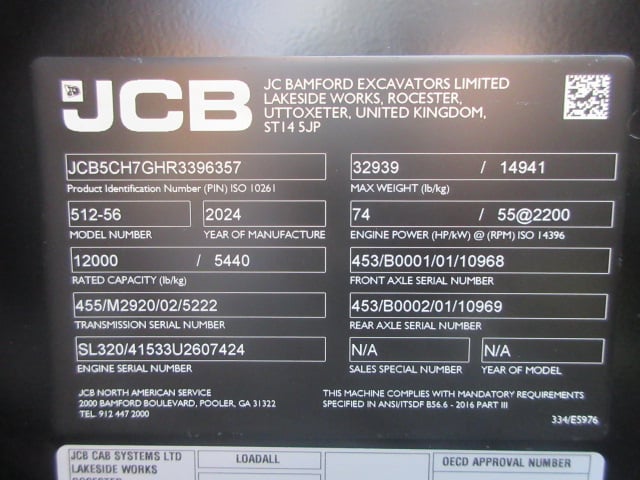 JCB
JC BAMFORD EXCAVATORS LIMITED
LAKESIDE WORKS, ROCESTER,
UTTOXETER, UNITED KINGDOM,
ST14 5JP
JCB5CH7GHR3396357
Product Identification Number (PIN) ISO 10261
32939 / 14941
MAX WEIGHT (lb/kg)
512-56
MODEL NUMBER
2024
YEAR OF MANUFACTURE
74 / 55@2200
ENGINE POWER (HP/kW) @ (RPM) ISO 14396
12000 / 5440
RATED CAPACITY (lb/kg)
453/B0001/01/10968
FRONT AXLE SERIAL NUMBER
455/M2920/02/5222
TRANSMISSION SERIAL NUMBER
453/B0002/01/10969
REAR AXLE SERIAL NUMBER
SL320/41533U2607424
ENGINE SERIAL NUMBER
N/A
SALES SPECIAL NUMBER
N/A
YEAR OF MODEL
JCB NORTH AMERICAN SERVICE
2000 BAMFORD BOULEVARD, POOLER, GA 31322
TEL. 912 447 2000
THIS MACHINE COMPLIES WITH MANDATORY REQUIREMENTS
SPECIFIED IN ANSI/ITSDF B56.6 - 2016 PART III
334/E5976
JCB CAB SYSTEMS LTD
LAKESIDE WORKS
LOADALL
OECD APPROVAL NUMBER